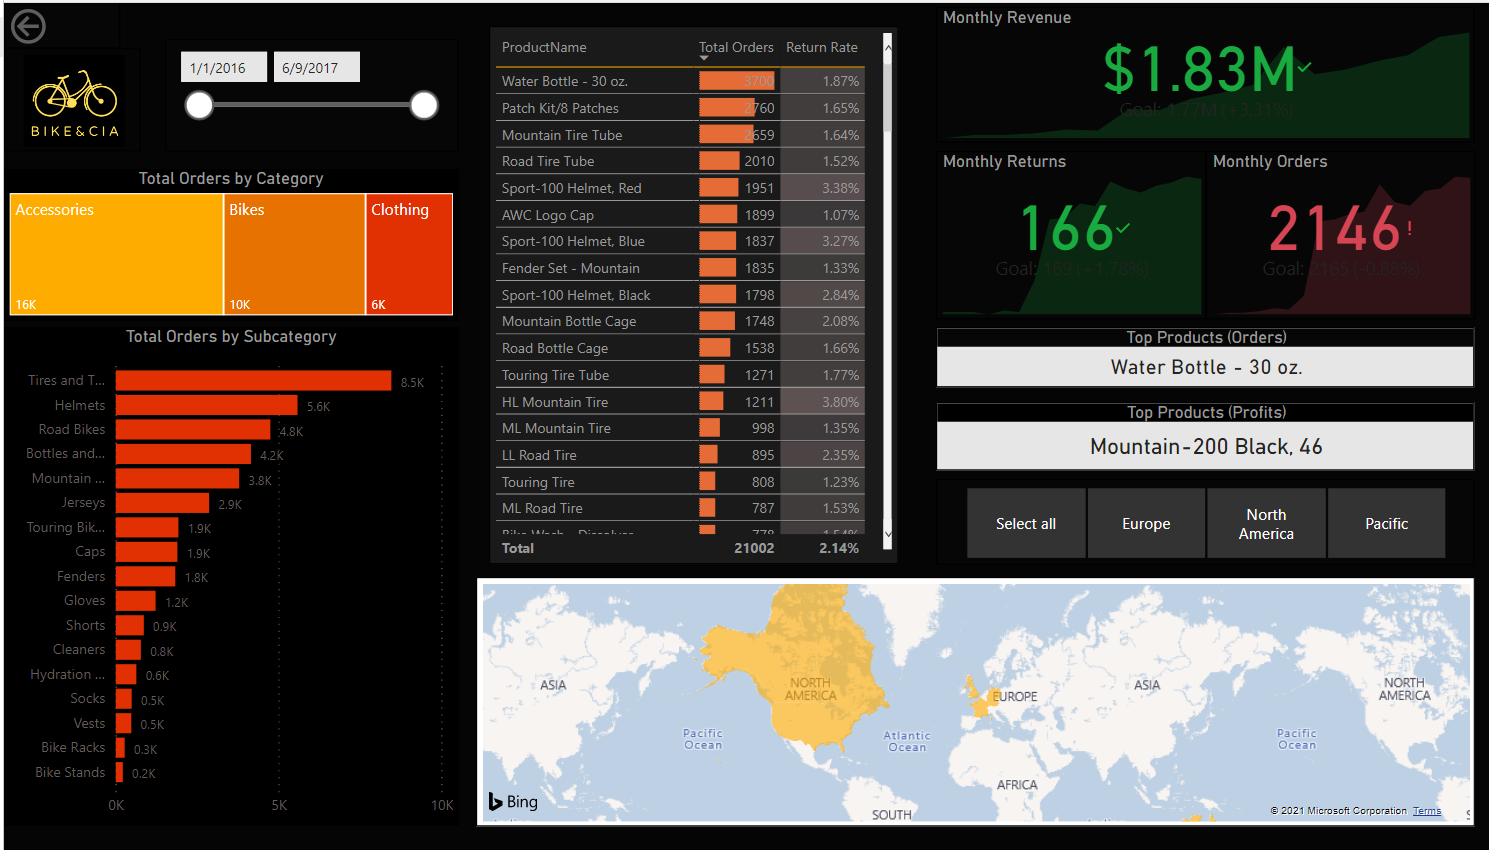 BIKE&CIA
1/1/2016 6/9/2017
Total Orders by Category
Accessories Bikes Clothing
16K 10K 6K
Total Orders by Subcategory
Tires and T... 8.5K
Helmets 5.6K
Road Bikes 4.8K
Bottles and... 4.2K
Mountain ... 3.8K
Jerseys 2.9K
Touring Bik... 1.9K
Caps 1.9K
Fenders 1.8K
Gloves 1.2K
Shorts 0.9K
Cleaners 0.8K
Hydration ... 0.6K
Socks 0.5K
Vests 0.5K
Bike Racks 0.3K
Bike Stands 0.2K
0K 5K 10K
ProductName Total Orders Return Rate
Water Bottle - 30 oz. 3700 1.87%
Patch Kit/8 Patches 2760 1.65%
Mountain Tire Tube 2659 1.64%
Road Tire Tube 2010 1.52%
Sport-100 Helmet, Red 1951 3.38%
AWC Logo Cap 1899 1.07%
Sport-100 Helmet, Blue 1837 3.27%
Fender Set - Mountain 1835 1.33%
Sport-100 Helmet, Black 1798 2.84%
Mountain Bottle Cage 1748 2.08%
Road Bottle Cage 1538 1.66%
Touring Tire Tube 1271 1.77%
HL Mountain Tire 1211 3.80%
ML Mountain Tire 998 1.35%
LL Road Tire 895 2.35%
Touring Tire 808 1.23%
ML Road Tire 787 1.53%
Bike Wash - Dissolver 778 1.54%
Total 21002 2.14%
Monthly Revenue
$1.83M
Goal: 1.77M (+3.31%)
Monthly Returns
166
Goal: 169 (+1.78%)
Monthly Orders
2146!
Goal: 2165 (-0.88%)
Top Products (Orders)
Water Bottle - 30 oz.
Top Products (Profits)
Mountain-200 Black, 46
Select all
Europe
North
America
Pacific
ASIA
NORTH
AMERICA
EUROPE
ASIA
NORTH
AMERICA
Pacific
Ocean
Atlantic
Ocean
Pacific
Ocean
AFRICA
SOUTH
Bing
© 2021 Microsoft Corporation Terms